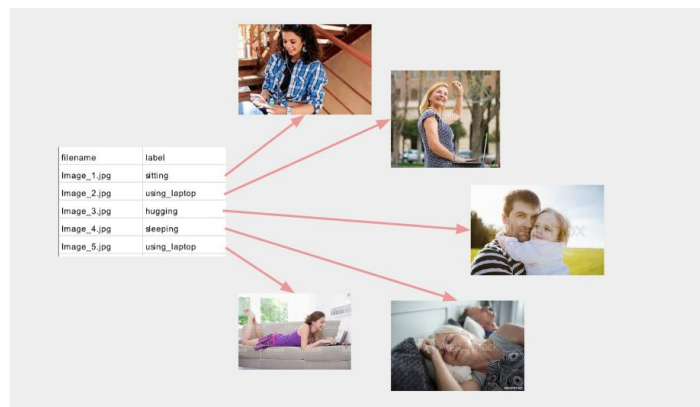 filename label
Image_1.jpg sitting
Image_2.jpg using_laptop
Image_3.jpg hugging
Image_4.jpg sleeping
Image_5.jpg using_laptop